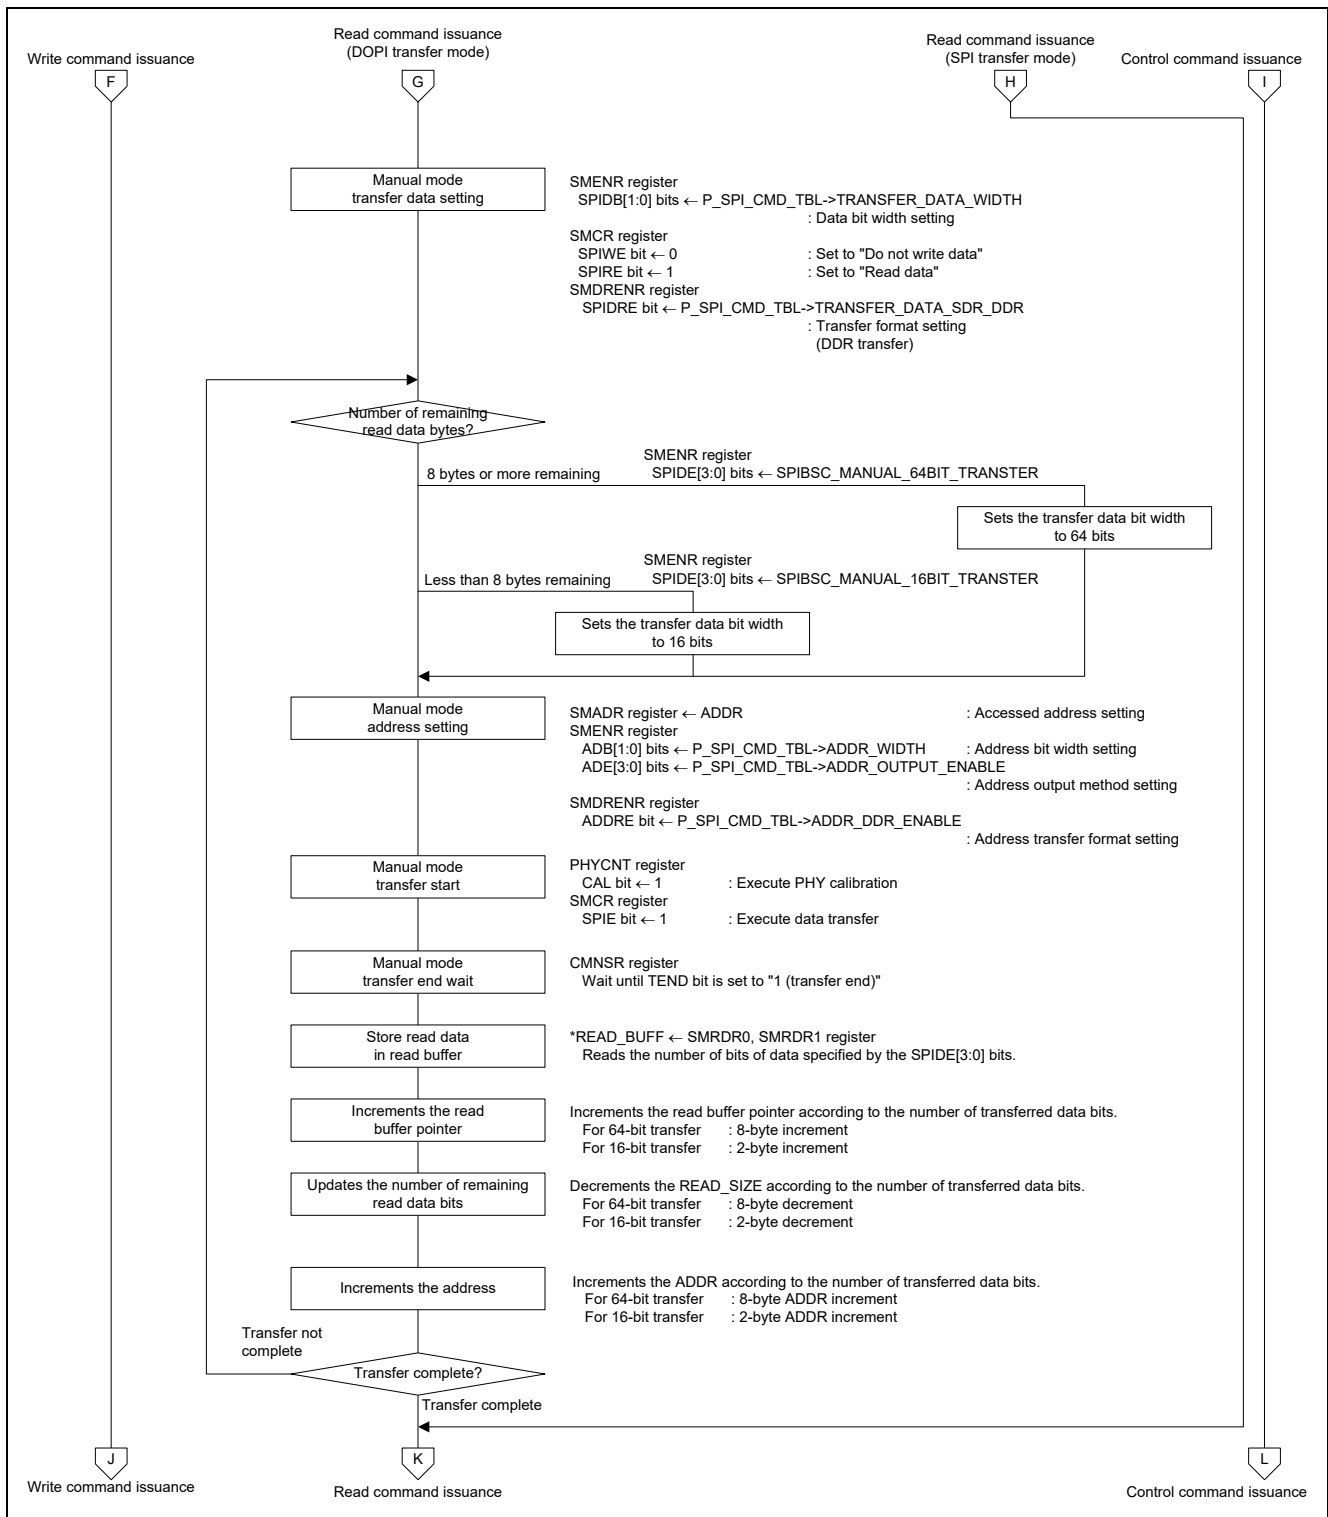 Write command issuance
F
Read command issuance
(DOPI transfer mode)
G
Read command issuance
(SPI transfer mode)
H
Control command issuance
I
Manual mode
transfer data setting
SMENR register
SPIDB[1:0] bits ← P_SPI_CMD_TBL->TRANSFER_DATA_WIDTH
: Data bit width setting
SMCR register
SPIWE bit ← 0 : Set to "Do not write data"
SPIRE bit ← 1 : Set to "Read data"
SMDRENR register
SPIDRE bit ← P_SPI_CMD_TBL->TRANSFER_DATA_SDR_DDR
: Transfer format setting
(DDR transfer)
Number of remaining
read data bytes?
SMENR register
8 bytes or more remaining
SPIDE[3:0] bits ← SPIBSC_MANUAL_64BIT_TRANSTER
Sets the transfer data bit width
to 64 bits
SMENR register
Less than 8 bytes remaining
SPIDE[3:0] bits ← SPIBSC_MANUAL_16BIT_TRANSTER
Sets the transfer data bit width
to 16 bits
Manual mode
address setting
SMADR register ← ADDR : Accessed address setting
SMENR register
ADB[1:0] bits ← P_SPI_CMD_TBL->ADDR_WIDTH : Address bit width setting
ADE[3:0] bits ← P_SPI_CMD_TBL->ADDR_OUTPUT_ENABLE
: Address output method setting
SMDRENR register
ADDRE bit ← P_SPI_CMD_TBL->ADDR_DDR_ENABLE
: Address transfer format setting
Manual mode
transfer start
PHYCNT register
CAL bit ← 1 : Execute PHY calibration
SMCR register
SPIE bit ← 1 : Execute data transfer
Manual mode
transfer end wait
CMNSR register
Wait until TEND bit is set to "1 (transfer end)"
Store read data
in read buffer
*READ_BUFF ← SMRDR0, SMRDR1 register
Reads the number of bits of data specified by the SPIDE[3:0] bits.
Increments the read
buffer pointer
Increments the read buffer pointer according to the number of transferred data bits.
For 64-bit transfer : 8-byte increment
For 16-bit transfer : 2-byte increment
Updates the number of remaining
read data bits
Decrements the READ_SIZE according to the number of transferred data bits.
For 64-bit transfer : 8-byte decrement
For 16-bit transfer : 2-byte decrement
Increments the address
Increments the ADDR according to the number of transferred data bits.
For 64-bit transfer : 8-byte ADDR increment
For 16-bit transfer : 2-byte ADDR increment
Transfer not
complete
Transfer complete?
Transfer complete
J
Write command issuance
K
Read command issuance
L
Control command issuance